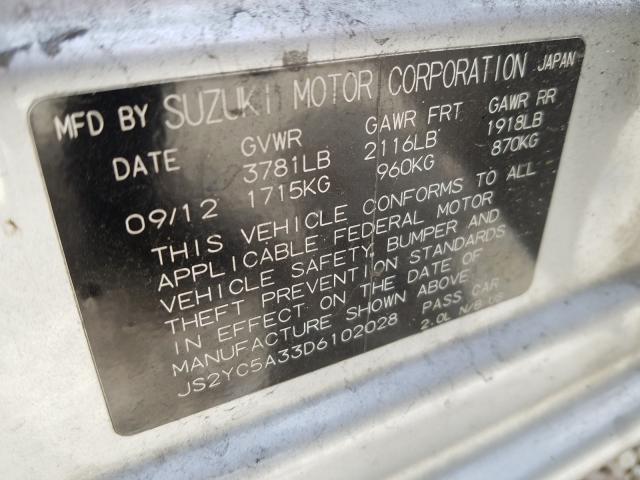 MFD BY SUZUKI MOTOR CORPORATION JAPAN
DATE GVWR GAWR FRT GAWR RR
3781LB 2116LB 1918LB
09/12 1715KG 960KG 870KG
THIS VEHICLE CONFORMS TO ALL
APPLICABLE FEDERAL MOTOR
VEHICLE SAFETY, BUMPER AND
THEFT PREVENTION STANDARDS
IN EFFECT ON THE DATE OF
MANUFACTURE SHOWN ABOVE.
JS2YC5A33D6102028 PASS CAR
2.0L N/B US